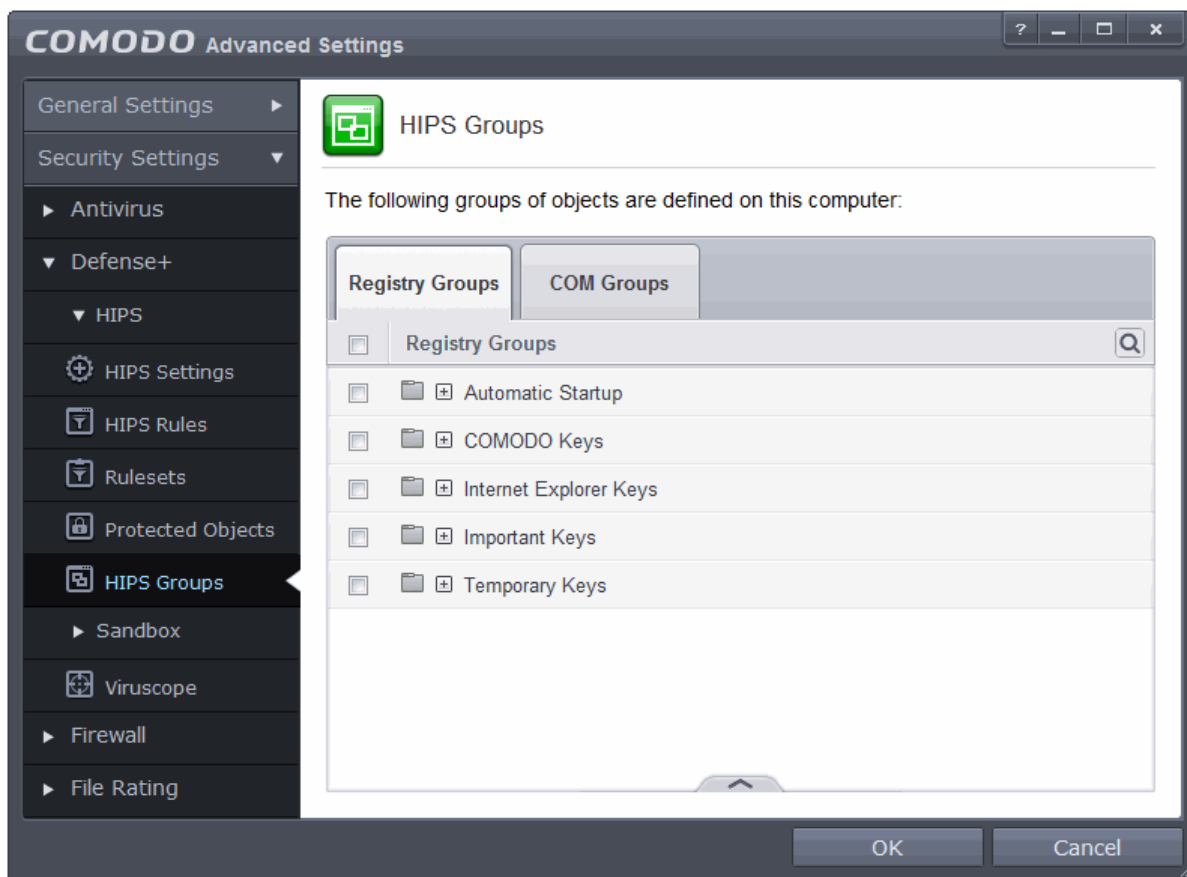 COMODO Advanced Settings
?
General Settings
Security Settings
Antivirus
Defense+
HIPS
HIPS Settings
HIPS Rules
Rulesets
Protected Objects
HIPS Groups
Sandbox
Viruscope
Firewall
File Rating
HIPS Groups
The following groups of objects are defined on this computer:
Registry Groups COM Groups
Registry Groups
Automatic Startup
COMODO Keys
Internet Explorer Keys
Important Keys
Temporary Keys
OK Cancel